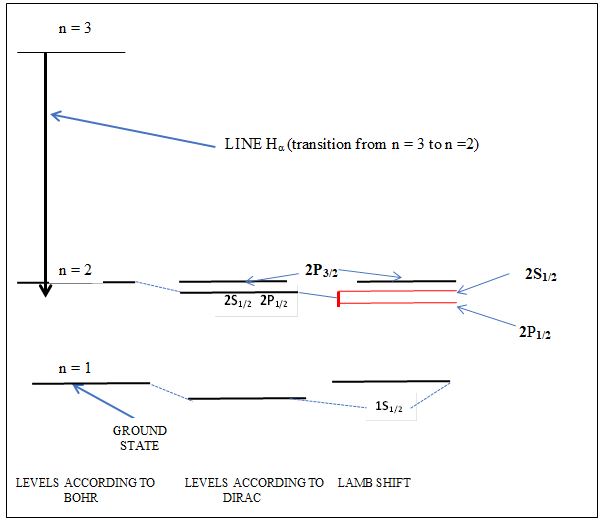 n = 3
LINE Hα (transition from n = 3 to n =2)
n = 2
2P3/2
2S1/2
2S1/2 2P1/2
2P1/2
n = 1
1S1/2
GROUND
STATE
LEVELS ACCORDING TO
BOHR
LEVELS ACCORDING TO
DIRAC
LAMB SHIFT